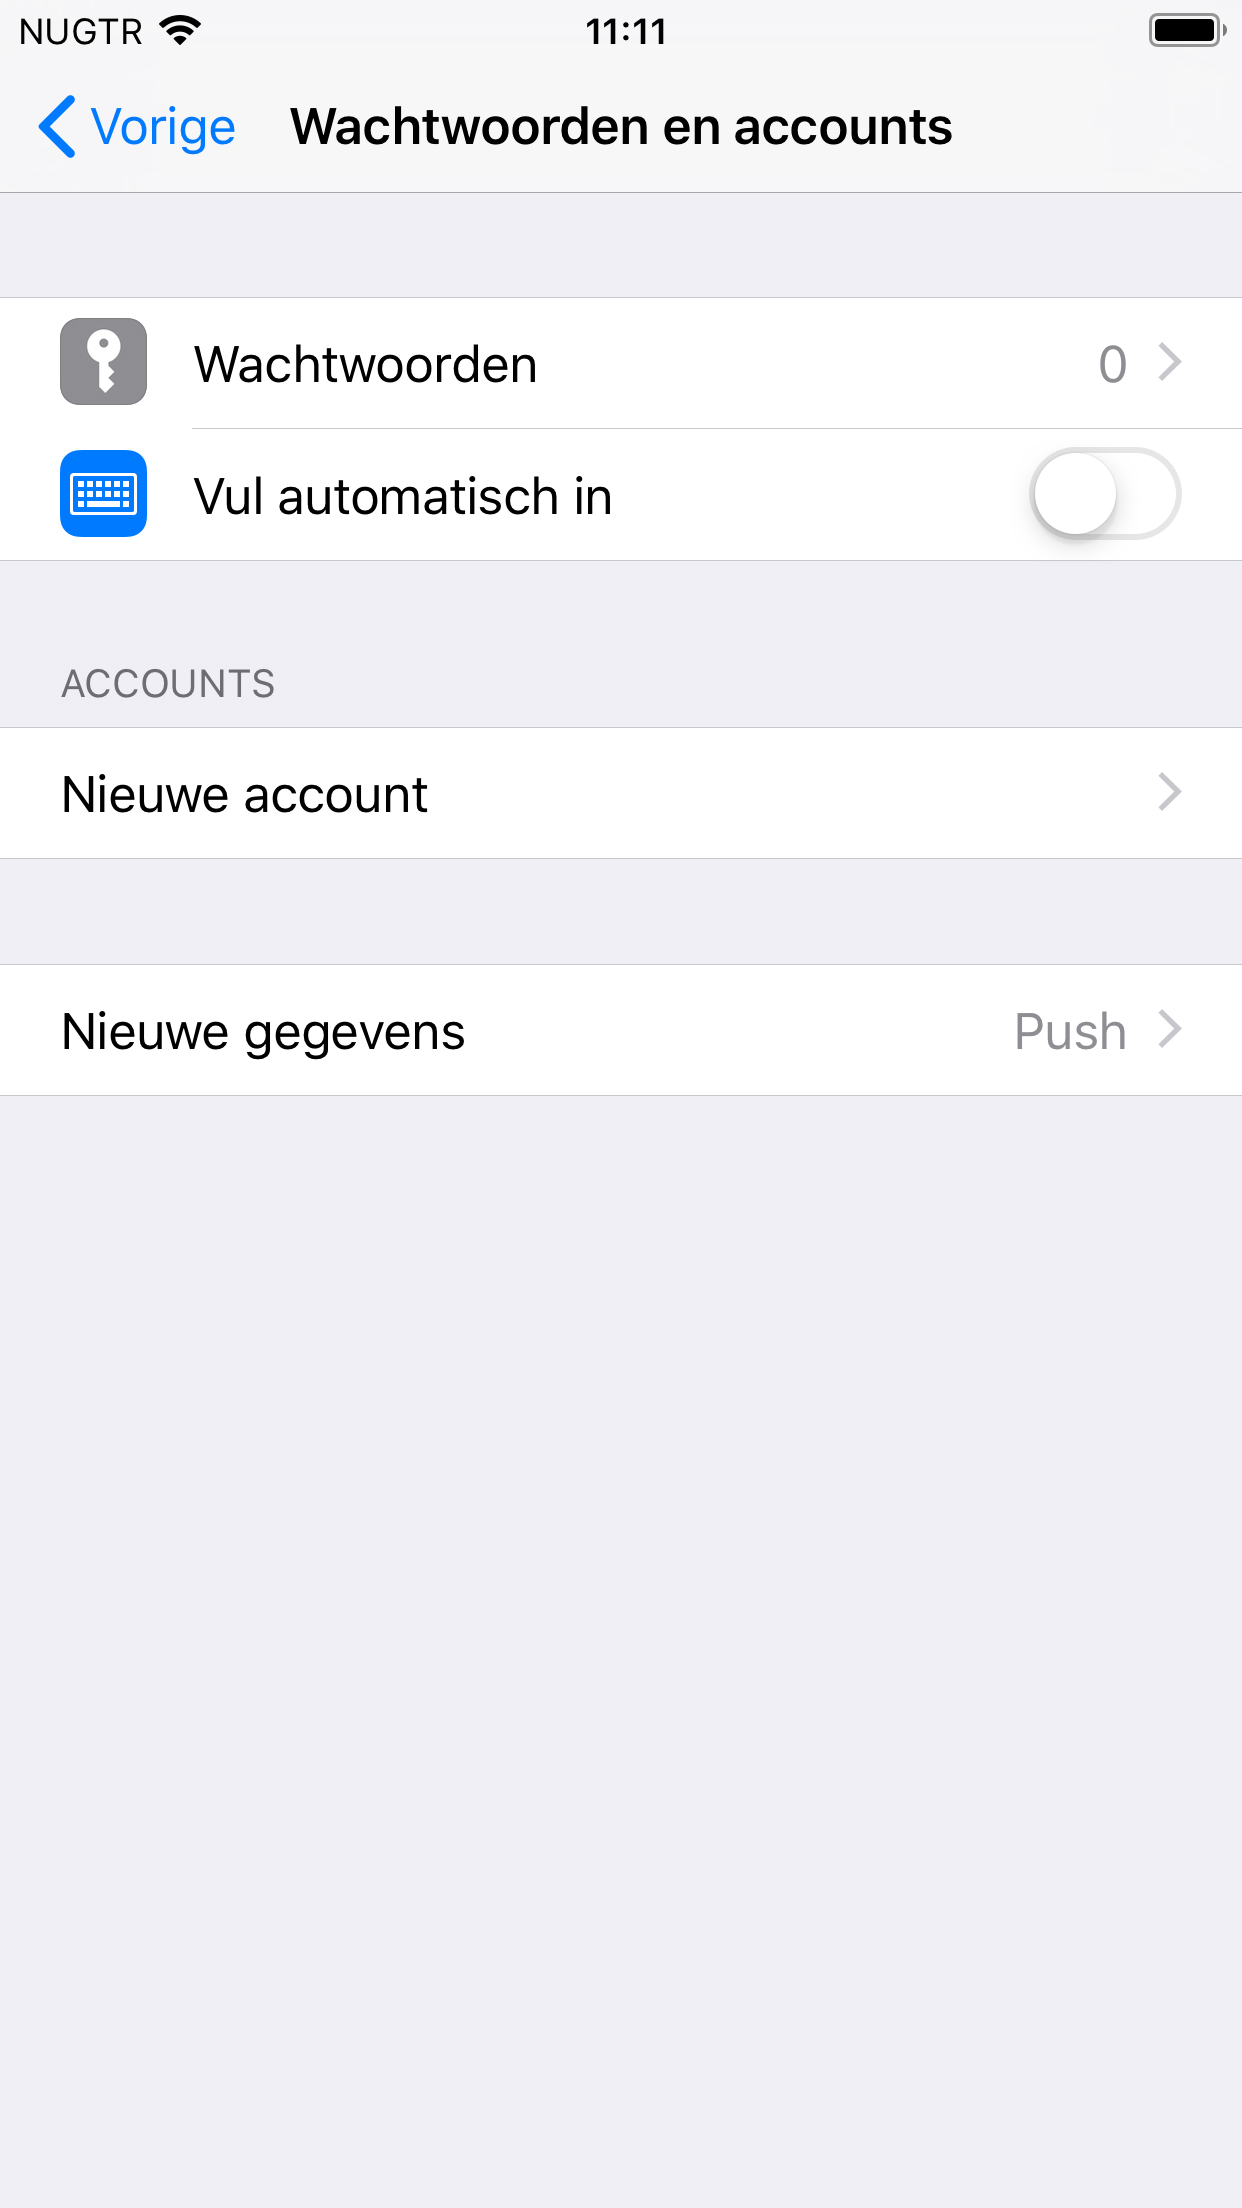 NUGTR 11:11
Vorige Wachtwoorden en accounts
Wachtwoorden 0
Vul automatisch in
ACCOUNTS
Nieuwe account
Nieuwe gegevens Push